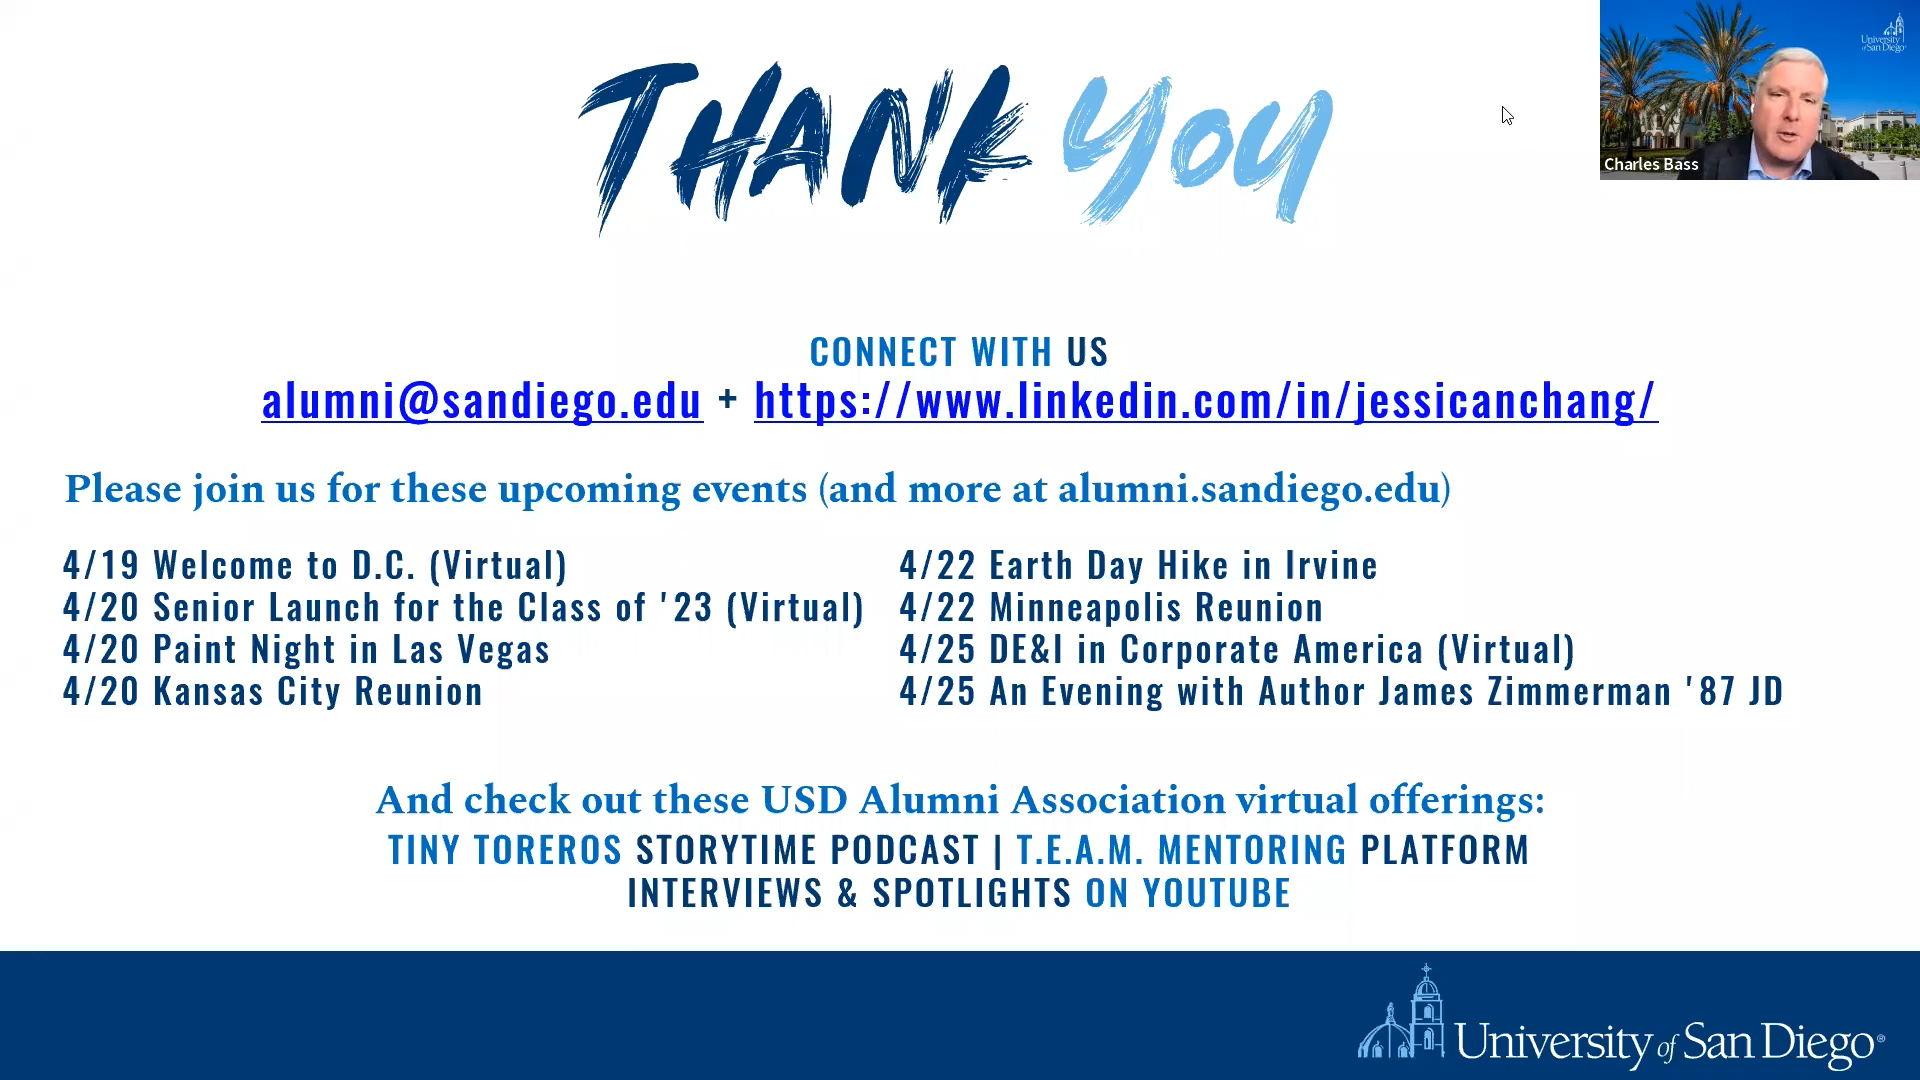 THANK YOU
University
of San Diego
Charles Bass
CONNECT WITH US
alumni@sandiego.edu + https://www.linkedin.com/in/jessicanchang/
Please join us for these upcoming events (and more at alumni.sandiego.edu)
4/19 Welcome to D.C. (Virtual)
4/20 Senior Launch for the Class of '23 (Virtual)
4/20 Paint Night in Las Vegas
4/20 Kansas City Reunion
4/22 Earth Day Hike in Irvine
4/22 Minneapolis Reunion
4/25 DE&I in Corporate America (Virtual)
4/25 An Evening with Author James Zimmerman '87 JD
And check out these USD Alumni Association virtual offerings:
TINY TOREROS STORYTIME PODCAST | T.E.A.M. MENTORING PLATFORM
INTERVIEWS & SPOTLIGHTS ON YOUTUBE
University of San Diego®